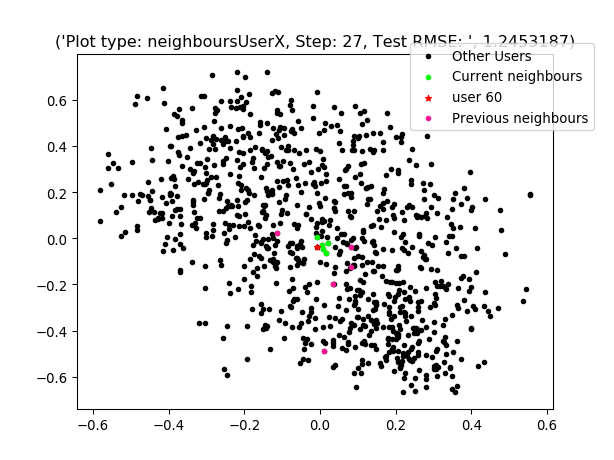 ('Plot type: neighboursUserX, Step: 27, Test RMSE: ', 1.2453187)
Other Users
Current neighbours
user 60
Previous neighbours
0.6
0.4
0.2
0.0
−0.2
−0.4
−0.6
−0.6 −0.4 −0.2 0.0 0.2 0.4 0.6